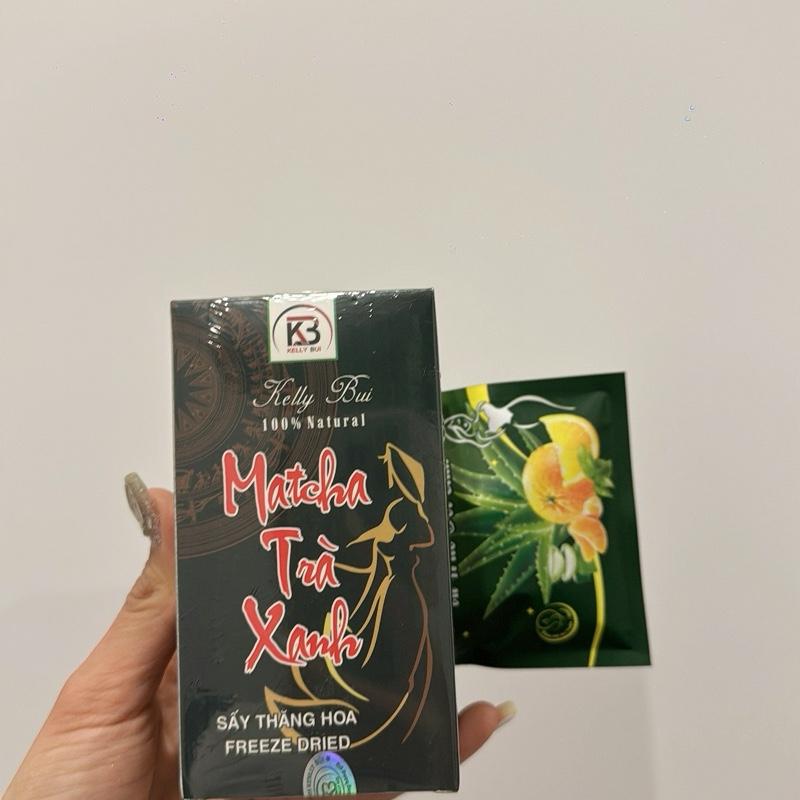 KB
KELLY BUI
Kelly Bui
100% Natural
Matcha
Trà
Xanh
SẤY THĂNG HOA
FREEZE DRIED